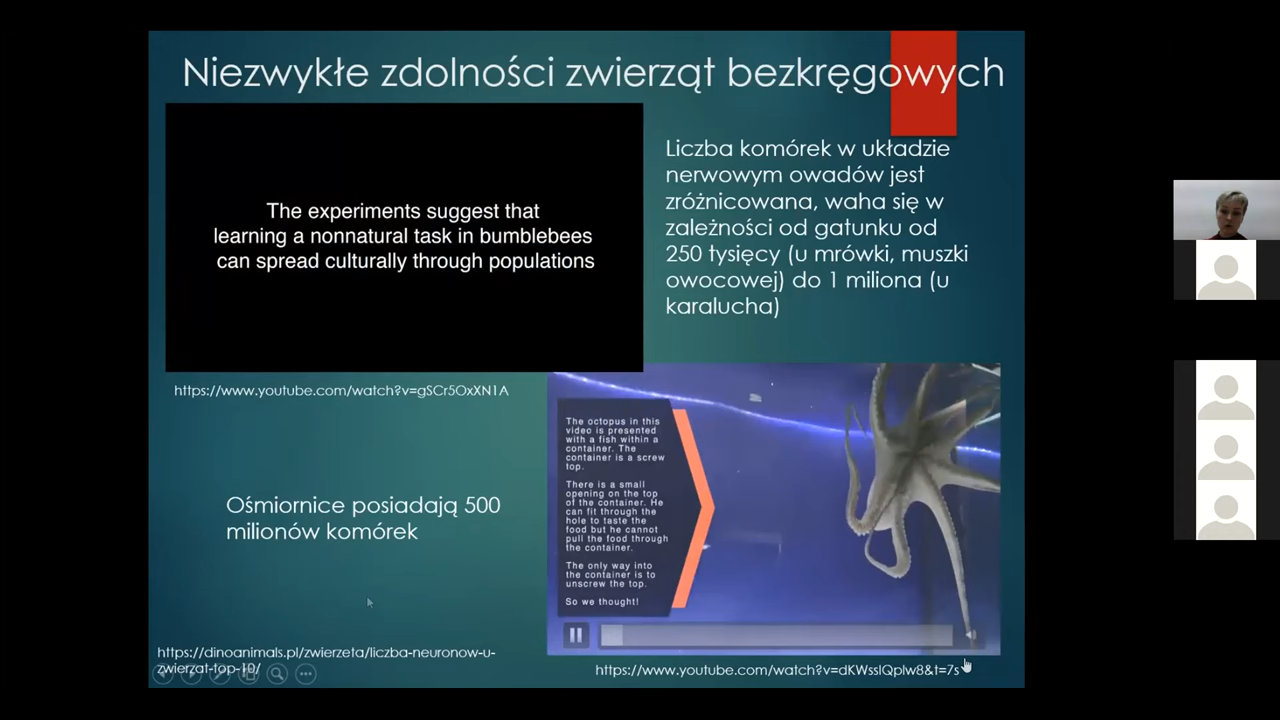 Niezwykłe zdolności zwierząt bezkręgowych
The experiments suggest that
learning a nonnatural task in bumblebees
can spread culturally through populations
Liczba komórek w układzie
nerwowym owadów jest
zróżnicowana, waha się w
zależności od gatunku od
250 tysięcy (u mrówki, muszki
owocowej) do 1 miliona (u
karalucha)
https://www.youtube.com/watch?v=gSCr5OxXN1A
The octopus in this
video is presented
with a fish within a
container. The
container is a screw
top.
There is a small
opening on the top
of the container. He
can fit through the
hole to taste the
food but he cannot
pull the food through
the container.
The only way into
the container is to
unscrew the top.
So we thought!
Ośmiornice posiadają 500
milionów komórek
https://dinoanimals.pl/zwierzeta/liczba-neuronow-u-
zwierzat-top-10/
https://www.youtube.com/watch?v=dKWsslQplw8&t=7s